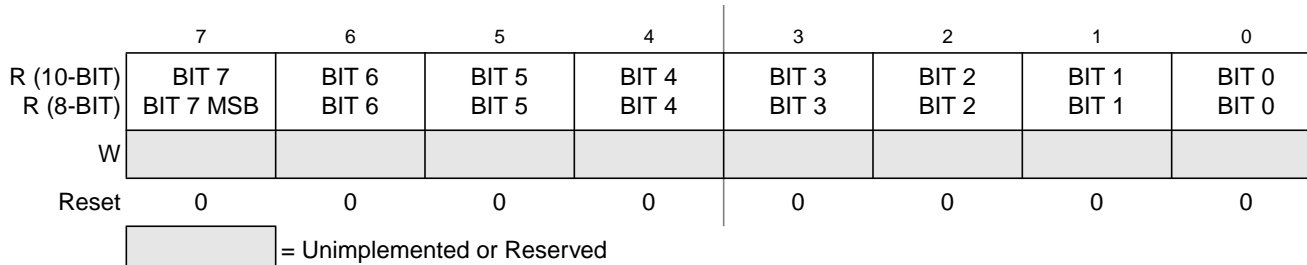 7 6 5 4 3 2 1 0
R (10-BIT) BIT 7 BIT 6 BIT 5 BIT 4 BIT 3 BIT 2 BIT 1 BIT 0
R (8-BIT) BIT 7 MSB BIT 6 BIT 5 BIT 4 BIT 3 BIT 2 BIT 1 BIT 0
W
Reset 0 0 0 0 0 0 0 0
= Unimplemented or Reserved